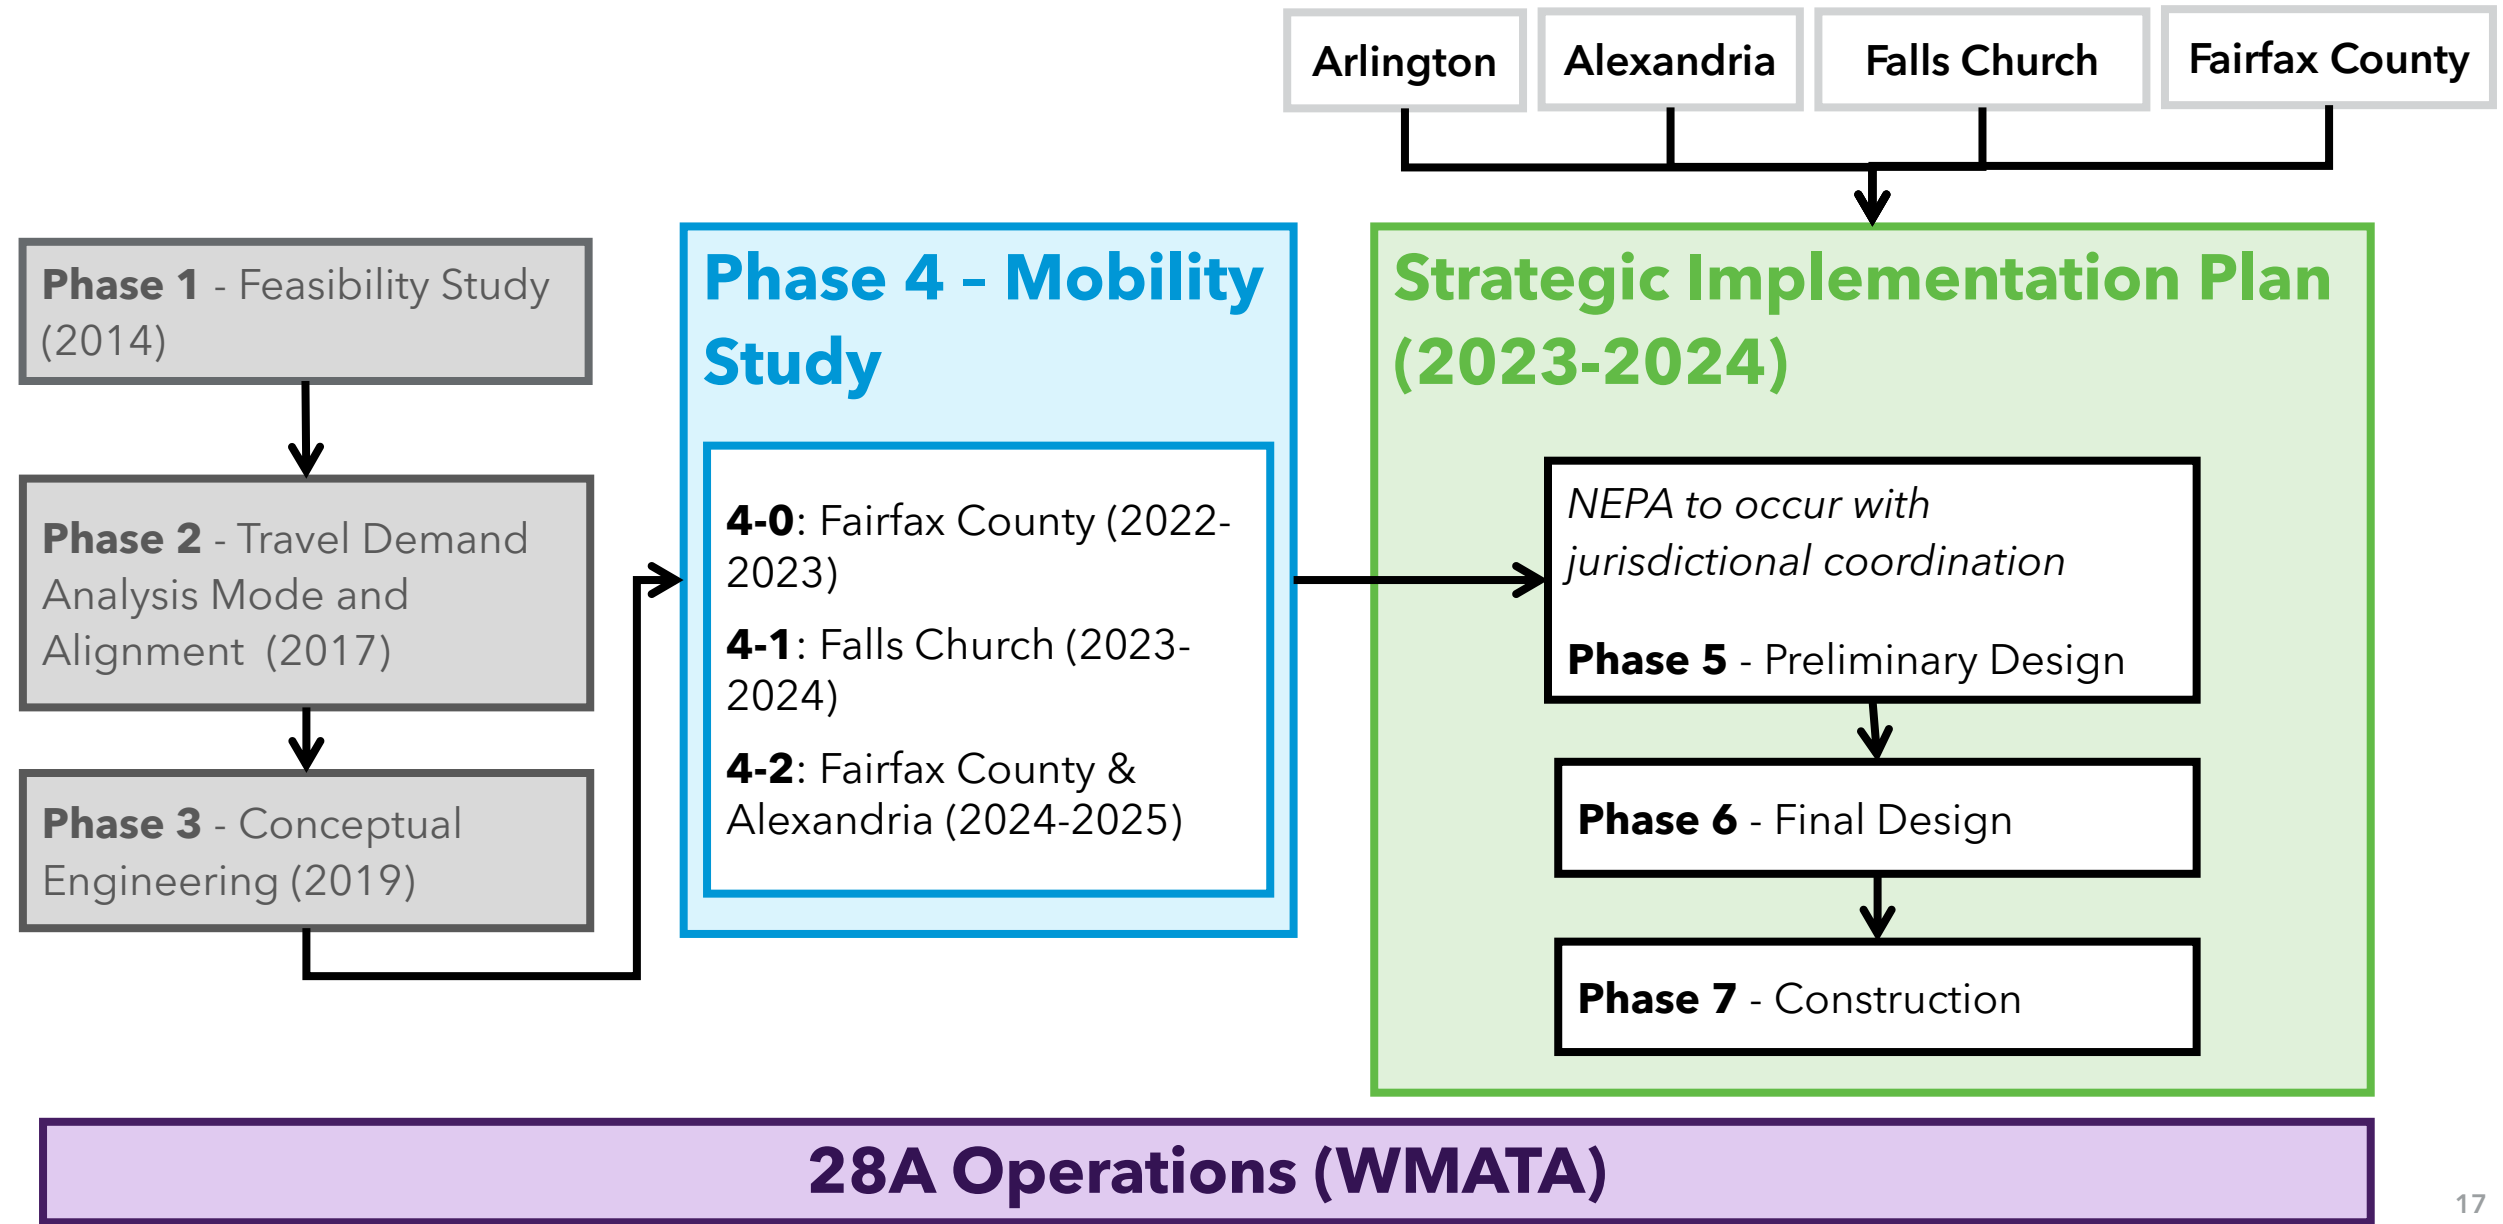 Arlington
Alexandria
Falls Church
Fairfax County
Phase 1 - Feasibility Study
(2014)
Phase 2 - Travel Demand
Analysis Mode and
Alignment (2017)
Phase 3 - Conceptual
Engineering (2019)
Phase 4 – Mobility
Study
4-0: Fairfax County (2022-
2023)
4-1: Falls Church (2023-
2024)
4-2: Fairfax County &
Alexandria (2024-2025)
Strategic Implementation Plan
(2023-2024)
NEPA to occur with
jurisdictional coordination
Phase 5 - Preliminary Design
Phase 6 - Final Design
Phase 7 - Construction
28A Operations (WMATA)
17